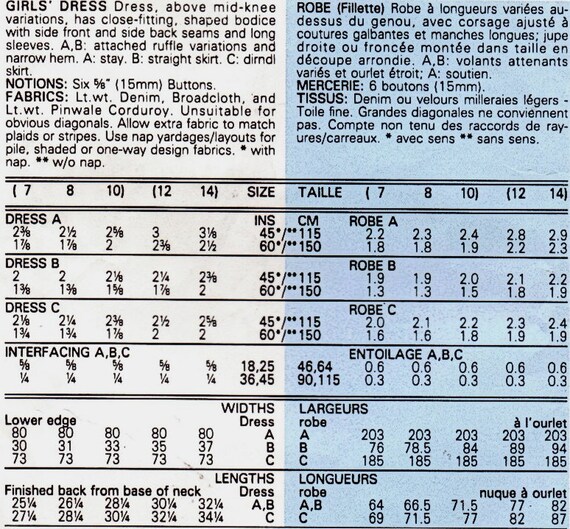 GIRLS' DRESS Dress, above mid-knee
variations, has close-fitting, shaped bodice
with side front and side back seams and long
sleeves. A,B: attached ruffle variations and
narrow hem. A: stay. B: straight skirt. C: dirndl
skirt.
NOTIONS: Six ⅝" (15mm) Buttons.
FABRICS: Lt.wt. Denim, Broadcloth, and
Lt.wt. Pinwale Corduroy. Unsuitable for
obvious diagonals. Allow extra fabric to match
plaids or stripes. Use nap yardages/layouts for
pile, shaded or one-way design fabrics. * with
nap. ** w/o nap.
ROBE (Fillette) Robe à longueurs variées au-
dessus du genou, avec corsage ajusté à
coutures galbantes et manches longues; jupe
droite ou froncée montée dans taille en
découpe arrondie. A,B: volants attenants
variés et ourlet étroit; A: soutien.
MERCERIE: 6 boutons (15mm).
TISSUS: Denim ou velours milleraies légers -
Toile fine. Grandes diagonales ne conviennent
pas. Compte non tenu des raccords de ray-
ures/carreaux. * avec sens ** sans sens.
( 7 8 10) (12 14) SIZE TAILLE ( 7 8 10) (12 14)
DRESS A INS CM ROBE A
2⅜ 2½ 2⅝ 3 3⅛ 45*/**115 2.2 2.3 2.4 2.8 2.9
1⅞ 1⅞ 2 2⅜ 2½ 60*/**150 1.8 1.8 1.9 2.2 2.3
DRESS B ROBE B
2 2 2⅛ 2¼ 2⅜ 45*/**115 1.9 1.9 2.0 2.1 2.2
1⅜ 1⅜ 1⅝ 1⅞ 2 60*/**150 1.3 1.3 1.5 1.8 1.9
DRESS C ROBE C
2⅛ 2¼ 2⅜ 2½ 2⅝ 45*/**115 2.0 2.1 2.2 2.3 2.4
1¾ 1¾ 1⅞ 2 2 60*/**150 1.6 1.6 1.8 1.9 1.9
INTERFACING A,B,C ENTOILAGE A,B,C
⅝ ⅝ ⅝ ⅝ ⅝ 18,25 46,64 0.6 0.6 0.6 0.6 0.6
¼ ¼ ¼ ¼ ¼ 36,45 90,115 0.3 0.3 0.3 0.3 0.3
WIDTHS LARGEURS
Lower edge Dress robe à l'ourlet
80 80 80 80 80 A A 203 203 203 203 203
30 31 33 35 37 B B 76 78.5 84 89 94
73 73 73 73 73 C C 185 185 185 185 185
LENGTHS LONGUEURS
Finished back from base of neck Dress robe nuque à ourlet
25¼ 26¼ 28¼ 30¼ 32¼ A,B A,B 64 66.5 71.5 77 82
27¼ 28¼ 30¼ 32¼ 34¼ C C 69 71.5 77 82 87